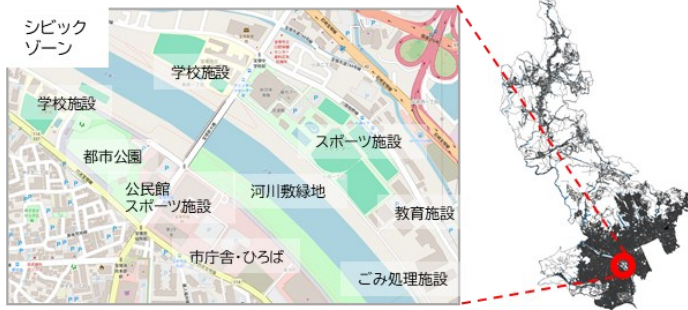 シビック
ゾーン
学校施設
学校施設
スポーツ施設
都市公園
公民館
スポーツ施設
河川敷緑地
教育施設
市庁舎・ひろば
ごみ処理施設